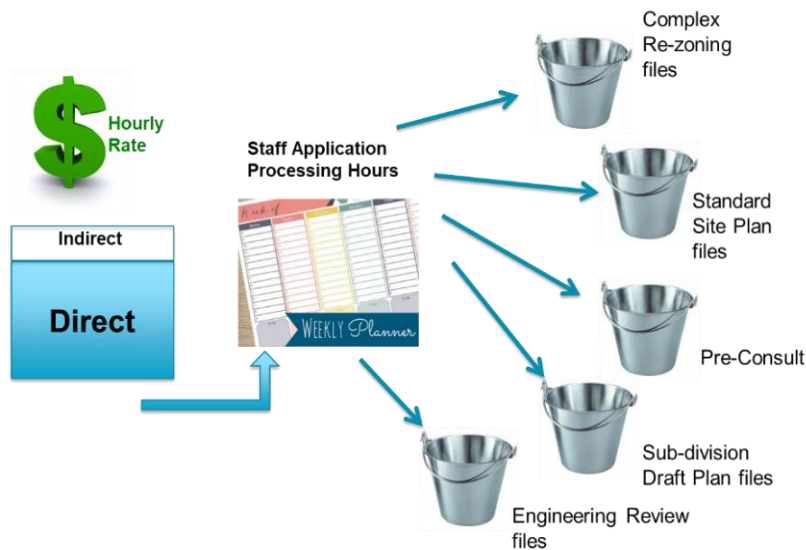 Complex
Re-zoning
files
$
Hourly
Rate
Staff Application
Processing Hours
Standard
Site Plan
files
Week of
Indirect
Direct
WEEKLY Planner
Pre-Consult
Sub-division
Draft Plan files
Engineering Review
files